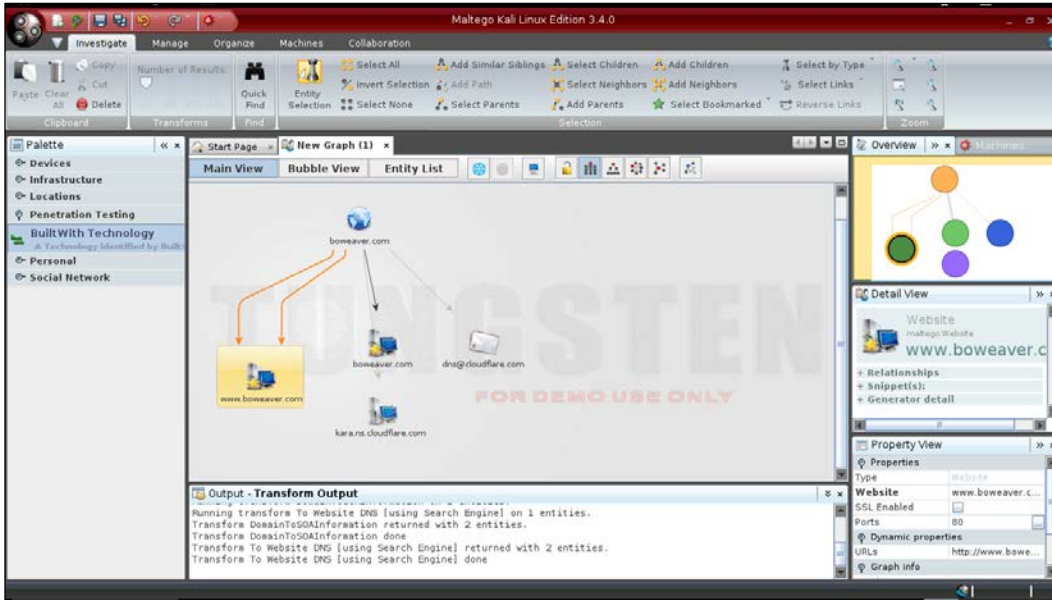 Maltego Kali Linux Edition 3.4.0
Investigate Manage Organize Machines Collaboration
Copy
Cut
Paste Clear All Delete
Clipboard
Number of Results
Transforms
Quick Find
Find
Entity Selection
Select All Add Similar Siblings Select Children Add Children Select by Type
Invert Selection Add Path Select Neighbors Add Neighbors Select Links
Select None Select Parents Add Parents Select Bookmarked Reverse Links
Selection
Zoom
Palette
Devices
Infrastructure
Locations
Penetration Testing
BuiltWith Technology
A Technology identified by Built
Personal
Social Network
Start Page New Graph (1)
Main View Bubble View Entity List
boweaver.com
www.boweaver.com
boweaver.com
dns@cloudflare.com
kara.ns.cloudflare.com
TUNGSTEN
FOR DEMO USE ONLY
Output - Transform Output
Running transform To Website DNS [using Search Engine] on 1 entities.
Transform DomainToSOAInformation returned with 2 entities.
Transform DomainToSOAInformation done
Transform To Website DNS [using Search Engine] returned with 2 entities.
Transform To Website DNS [using Search Engine] done
Overview Machines
Detail View
Website
maltego.Website
www.boweaver.c
+ Relationships
+ Snippet(s):
+ Generator detail
Property View
Properties
Type Website
Website www.boweaver.c...
SSL Enabled
Ports 80
Dynamic properties
URLs http://www.bowe...
Graph info